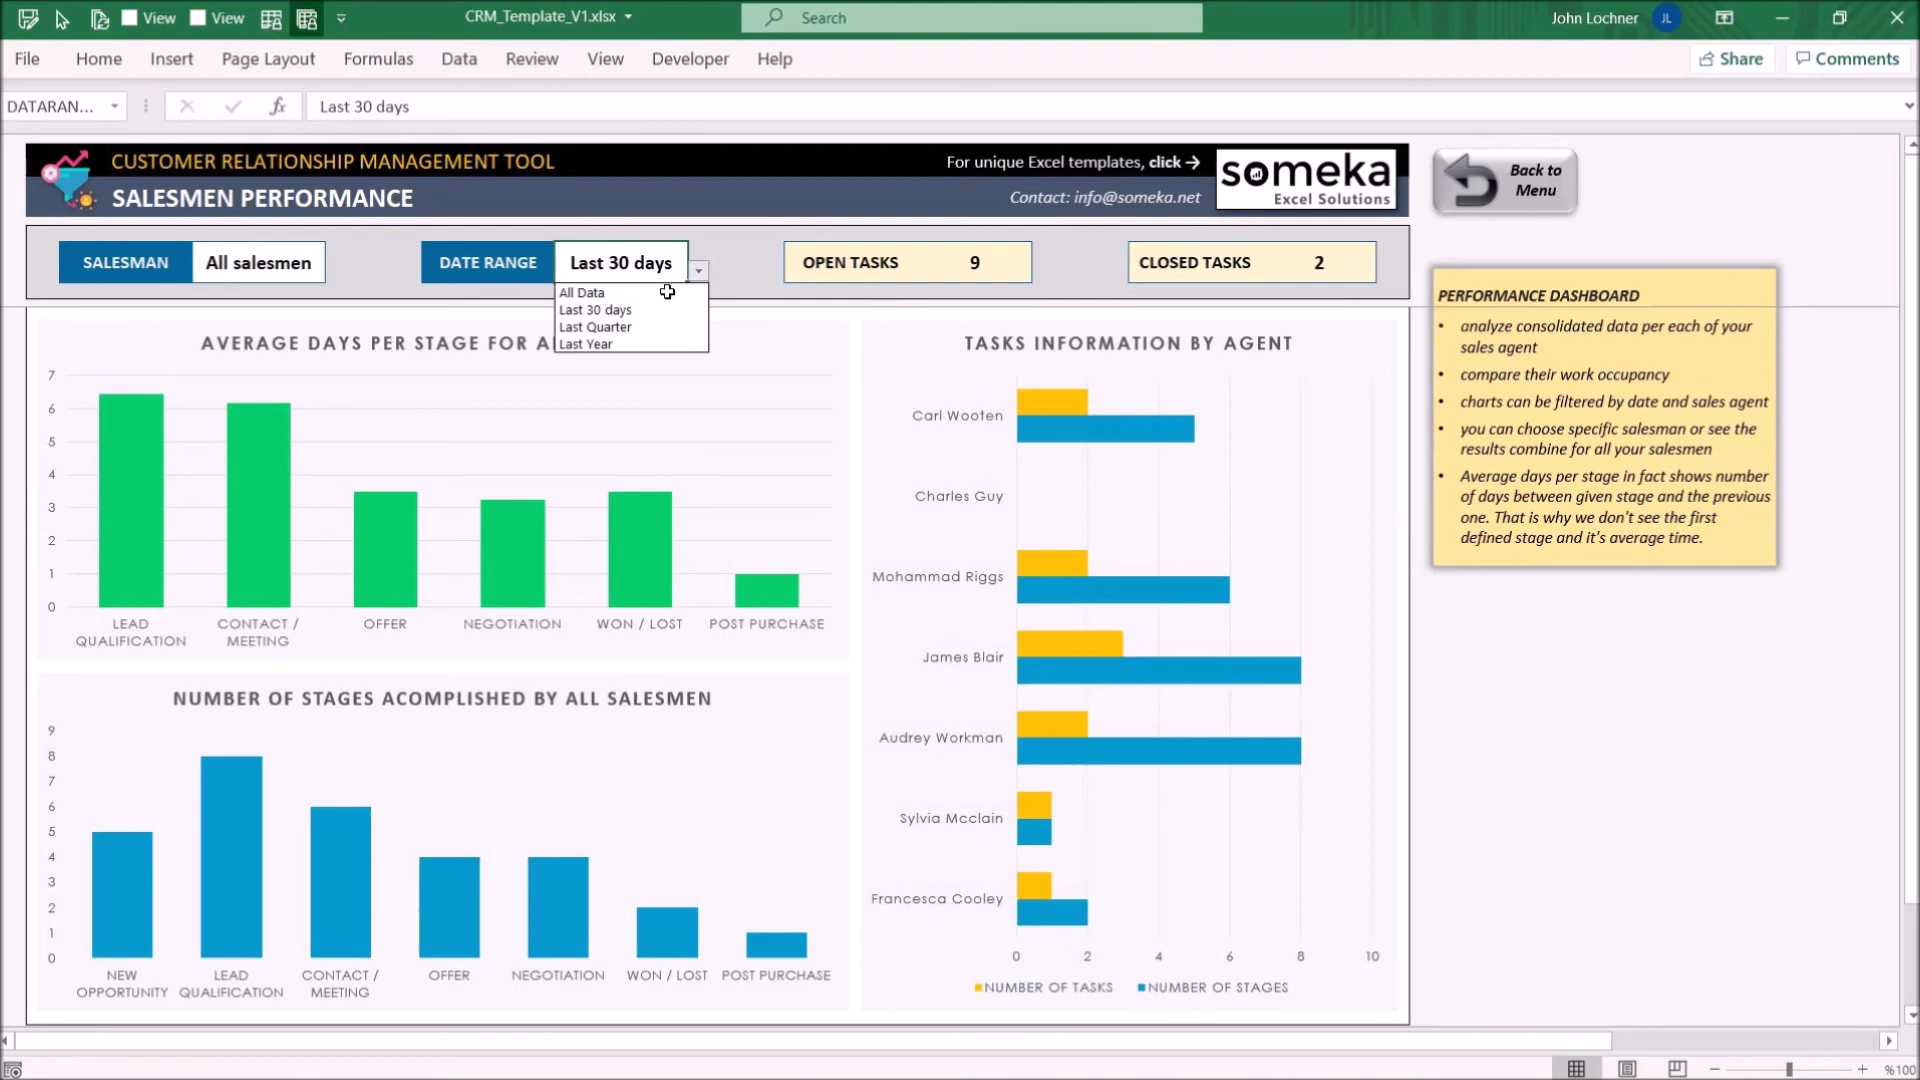 View
View
CRM_Template_V1.xlsx
Search
John Lochner
JL
File
Home
Insert
Page Layout
Formulas
Data
Review
View
Developer
Help
Share
Comments
DATARAN...
fx
Last 30 days
CUSTOMER RELATIONSHIP MANAGEMENT TOOL
SALESMEN PERFORMANCE
For unique Excel templates, click →
Contact: info@someka.net
someka
Excel Solutions
Back to
Menu
SALESMAN
All salesmen
DATE RANGE
Last 30 days
OPEN TASKS
9
CLOSED TASKS
2
All Data
Last 30 days
Last Quarter
Last Year
AVERAGE DAYS PER STAGE FOR A
7
6
5
4
3
2
1
0
LEAD
QUALIFICATION
CONTACT /
MEETING
OFFER
NEGOTIATION
WON / LOST
POST PURCHASE
NUMBER OF STAGES ACOMPLISHED BY ALL SALESMEN
9
8
7
6
5
4
3
2
1
0
NEW
OPPORTUNITY
LEAD
QUALIFICATION
CONTACT /
MEETING
OFFER
NEGOTIATION
WON / LOST
POST PURCHASE
TASKS INFORMATION BY AGENT
Carl Wooten
Charles Guy
Mohammad Riggs
James Blair
Audrey Workman
Sylvia Mcclain
Francesca Cooley
0
2
4
6
8
10
NUMBER OF TASKS
NUMBER OF STAGES
PERFORMANCE DASHBOARD
• analyze consolidated data per each of your
sales agent
• compare their work occupancy
• charts can be filtered by date and sales agent
• you can choose specific salesman or see the
results combine for all your salesmen
• Average days per stage in fact shows number
of days between given stage and the previous
one. That is why we don't see the first
defined stage and it's average time.
%100